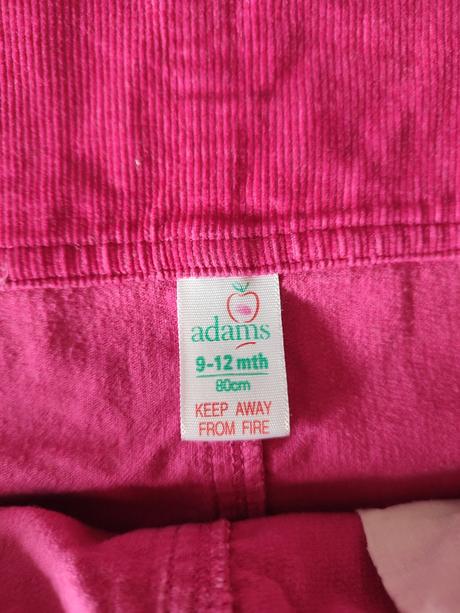 adams
9-12 mth
80cm
KEEP AWAY
FROM FIRE